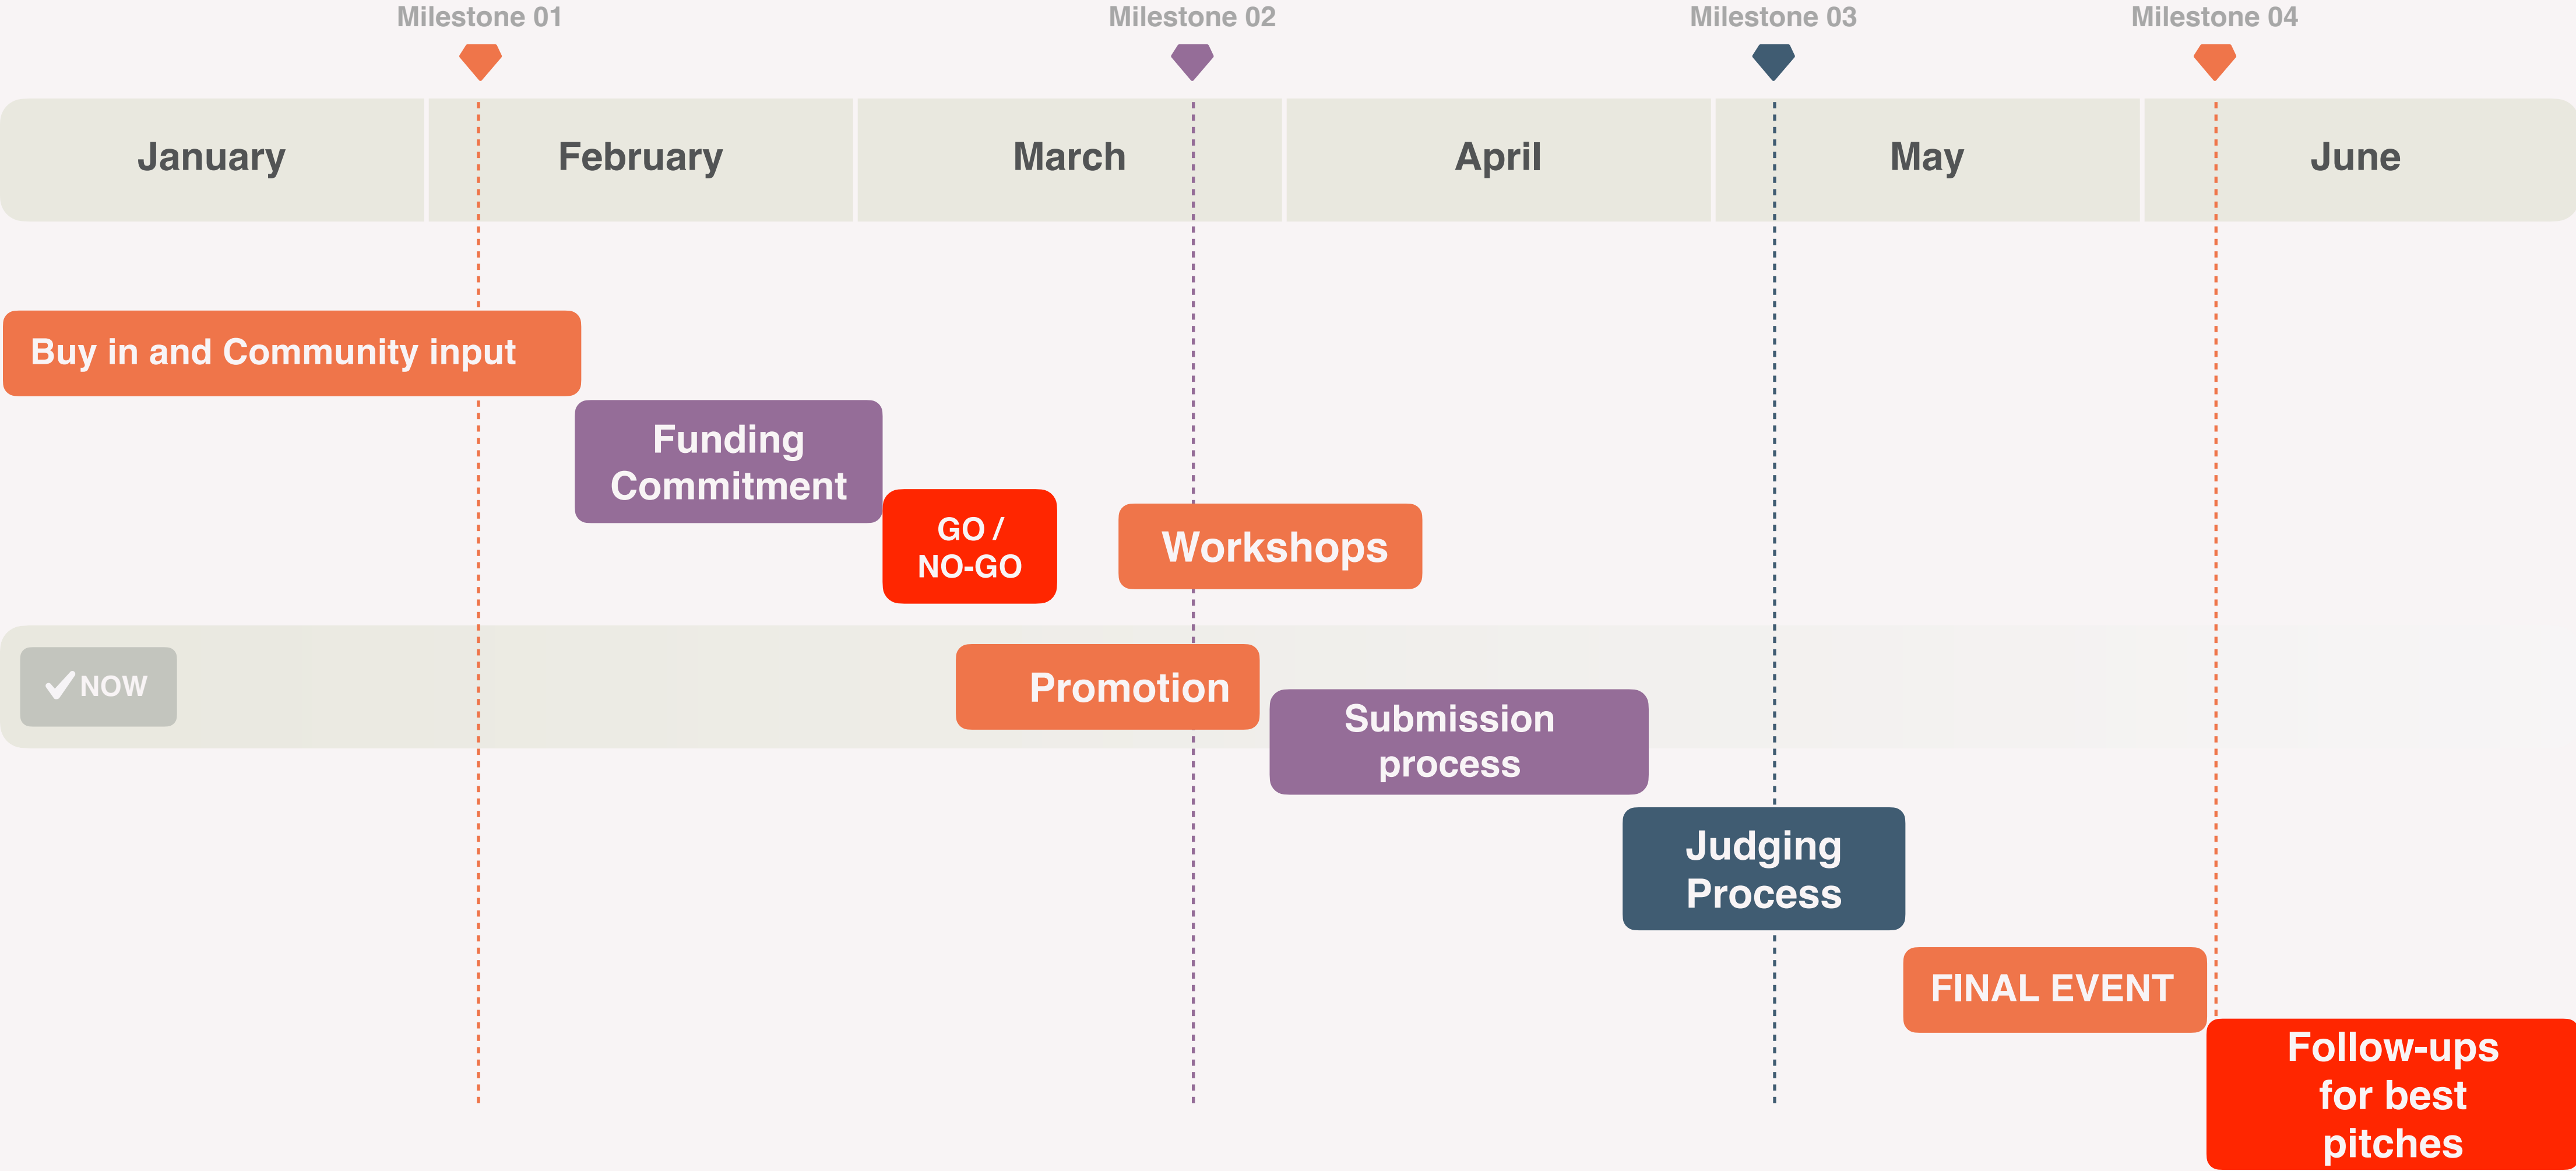 Milestone 01
Milestone 02
Milestone 03
Milestone 04
January
February
March
April
May
June
Buy in and Community input
Funding
Commitment
GO /
NO-GO
Workshops
NOW
Promotion
Submission
process
Judging
Process
FINAL EVENT
Follow-ups
for best
pitches